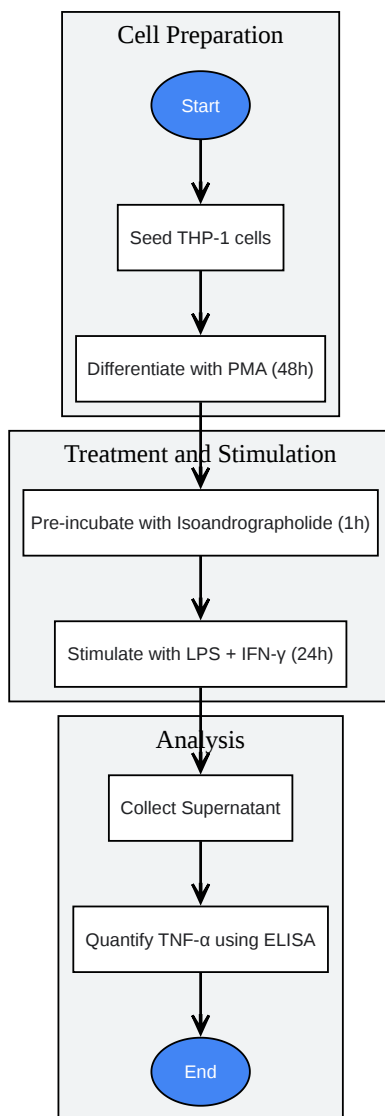 Cell Preparation
Start
Seed THP-1 cells
Differentiate with PMA (48h)
Treatment and Stimulation
Pre-incubate with Isoandrographolide (1h)
Stimulate with LPS + IFN-γ (24h)
Analysis
Collect Supernatant
Quantify TNF-α using ELISA
End